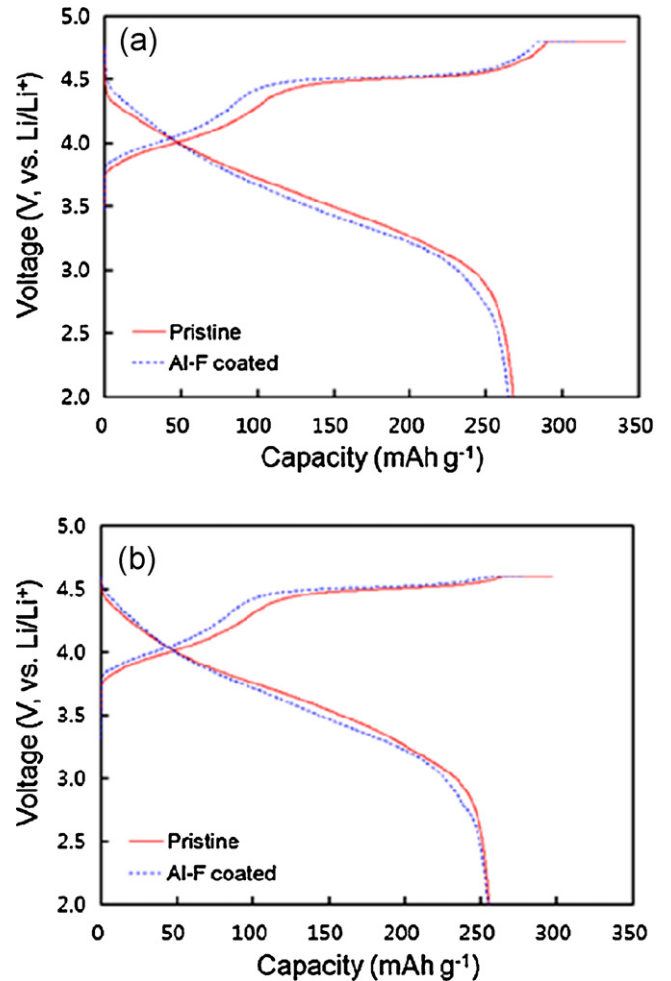 (a)
Voltage (V, vs. Li/Li⁺)
5.0
4.5
4.0
3.5
3.0
2.5
2.0
Pristine
Al-F coated
0 50 100 150 200 250 300 350
Capacity (mAh g⁻¹)
(b)
Voltage (V, vs. Li/Li⁺)
5.0
4.5
4.0
3.5
3.0
2.5
2.0
Pristine
Al-F coated
0 50 100 150 200 250 300 350
Capacity (mAh g⁻¹)